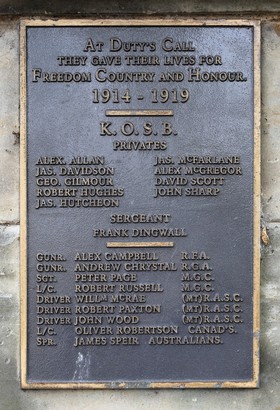 AT DUTY'S CALL
THEY GAVE THEIR LIVES FOR
FREEDOM COUNTRY AND HONOUR.
1914 - 1919
K. O. S. B.
PRIVATES
ALEX. ALLAN JAS. MCFARLANE
JAS. DAVIDSON ALEX MCGREGOR
GEO. GILMOUR DAVID SCOTT
ROBERT HUGHES JOHN SHARP
JAS. HUTCHEON
SERGEANT
FRANK DINGWALL
GUNR. ALEX CAMPBELL R.F.A.
GUNR. ANDREW CHRYSTAL R.G.A.
SGT. PETER PAGE M.G.C.
L/C. ROBERT RUSSELL M.G.C.
DRIVER WILLM MCRAE (MT)R.A.S.C.
DRIVER ROBERT PAXTON (MT)R.A.S.C.
DRIVER JOHN WOOD (MT)R.A.S.C.
L/C. OLIVER ROBERTSON CANAD'S.
SPR. JAMES SPEIR AUSTRALIANS.